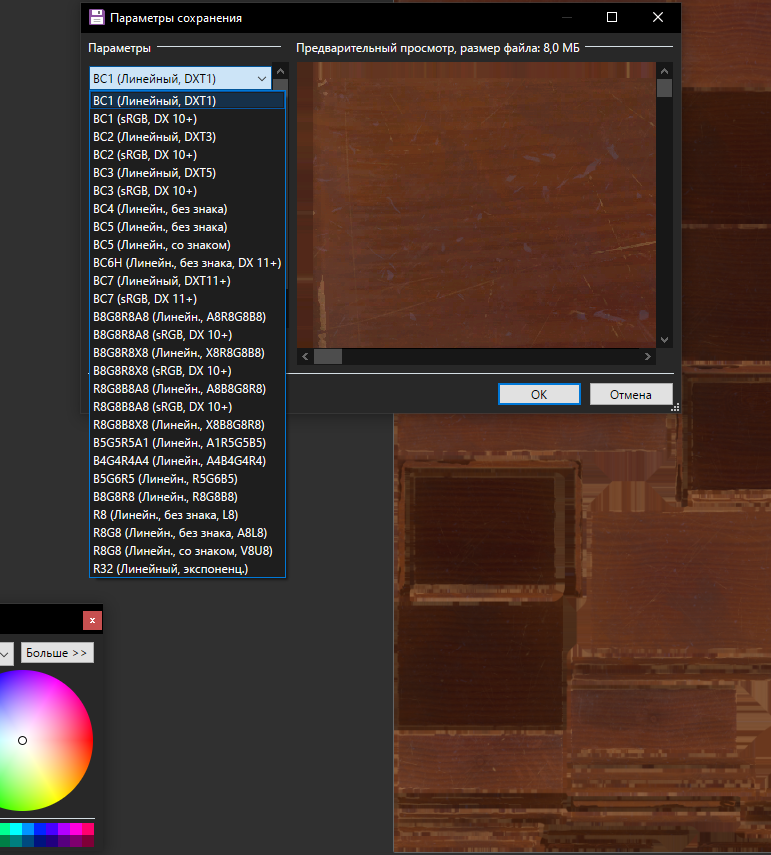 Параметры сохранения
Параметры
Предварительный просмотр, размер файла: 8,0 МБ
BC1 (Линейный, DXT1)
BC1 (Линейный, DXT1)
BC1 (sRGB, DX 10+)
BC2 (Линейный, DXT3)
BC2 (sRGB, DX 10+)
BC3 (Линейный, DXT5)
BC3 (sRGB, DX 10+)
BC4 (Линейн., без знака)
BC5 (Линейн., без знака)
BC5 (Линейн., со знаком)
BC6H (Линейн., без знака, DX 11+)
BC7 (Линейный, DXT11+)
BC7 (sRGB, DX 11+)
B8G8R8A8 (Линейн., A8R8G8B8)
B8G8R8A8 (sRGB, DX 10+)
B8G8R8X8 (Линейн., X8R8G8B8)
B8G8R8X8 (sRGB, DX 10+)
R8G8B8A8 (Линейн., A8B8G8R8)
R8G8B8A8 (sRGB, DX 10+)
R8G8B8X8 (Линейн., X8B8G8R8)
B5G5R5A1 (Линейн., A1R5G5B5)
B4G4R4A4 (Линейн., A4B4G4R4)
B5G6R5 (Линейн., R5G6B5)
B8G8R8 (Линейн., R8G8B8)
R8 (Линейн., без знака, L8)
R8G8 (Линейн., без знака, A8L8)
R8G8 (Линейн., со знаком, V8U8)
R32 (Линейный, экспоненц.)
ОК
Отмена
Больше >>